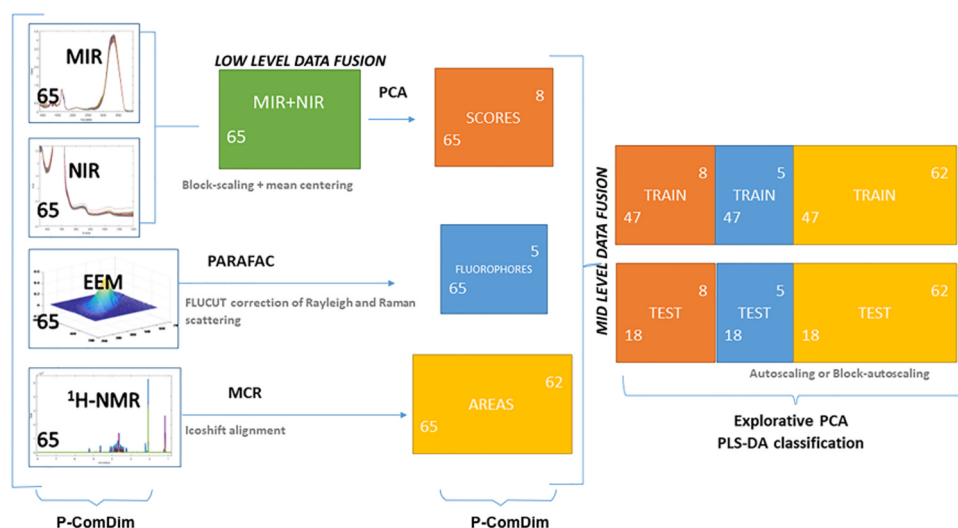 MIR
65
NIR
65
LOW LEVEL DATA FUSION
MIR+NIR
65
Block-scaling + mean centering
PCA
8
SCORES
65
EEM
65
PARAFAC
FLUCUT correction of Rayleigh and Raman
scattering
5
FLUOROPHORES
65
¹H-NMR
65
MCR
Icoshift alignment
62
AREAS
65
P-ComDim
P-ComDim
MID LEVEL DATA FUSION
8
TRAIN
47
5
TRAIN
47
62
TRAIN
47
8
TEST
18
5
TEST
18
62
TEST
18
Autoscaling or Block-autoscaling
Explorative PCA
PLS-DA classification